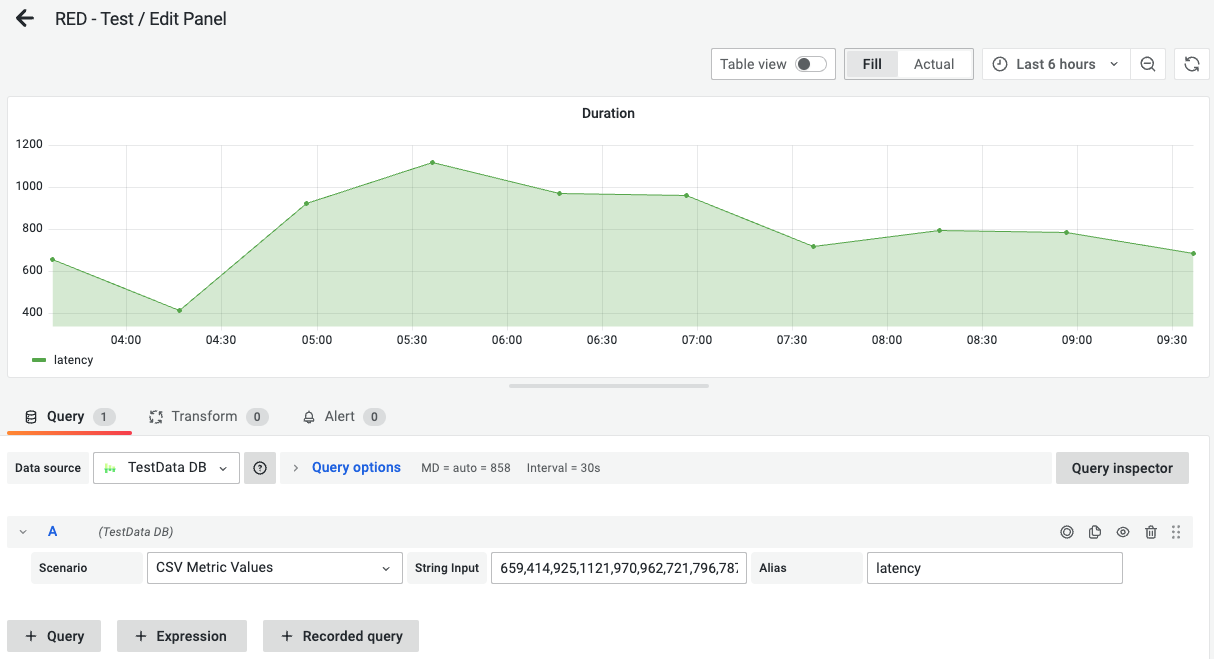 RED - Test / Edit Panel
Table view Fill Actual Last 6 hours
Duration
1200
1000
800
600
400
04:00 04:30 05:00 05:30 06:00 06:30 07:00 07:30 08:00 08:30 09:00 09:30
latency
Query 1 Transform 0 Alert 0
Data source TestData DB Query options MD = auto = 858 Interval = 30s Query inspector
A (TestData DB)
Scenario CSV Metric Values String Input 659,414,925,1121,970,962,721,796,787 Alias latency
+ Query + Expression + Recorded query